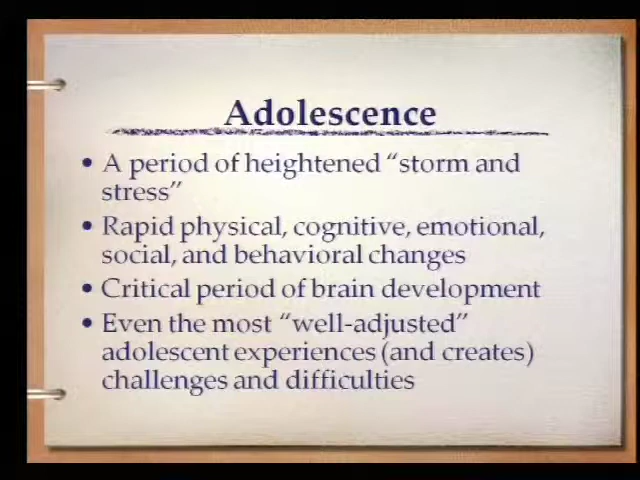 Adolescence
• A period of heightened “storm and
stress”
• Rapid physical, cognitive, emotional,
social, and behavioral changes
• Critical period of brain development
• Even the most “well-adjusted”
adolescent experiences (and creates)
challenges and difficulties